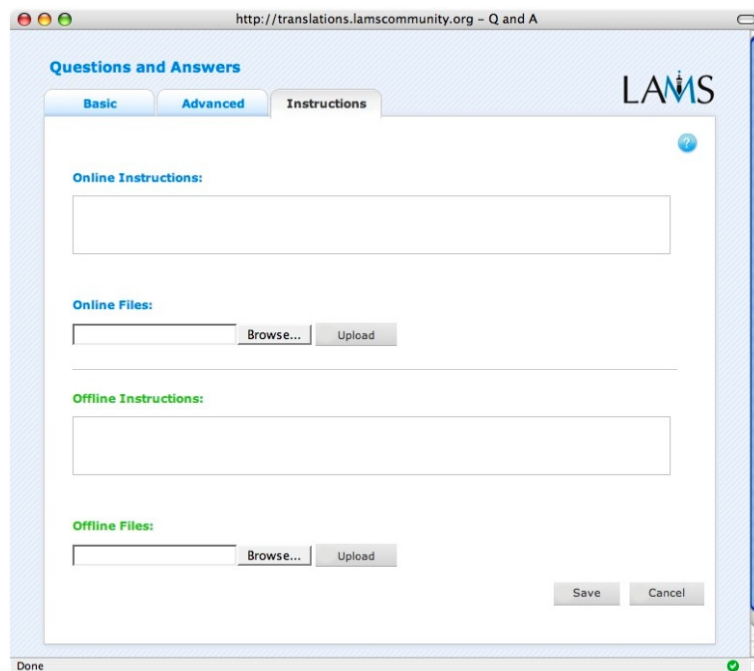 http://translations.lamscommunity.org – Q and A
Questions and Answers
LAMS
Basic Advanced Instructions
?
Online Instructions:
Online Files:
Browse... Upload
Offline Instructions:
Offline Files:
Browse... Upload
Save Cancel
Done